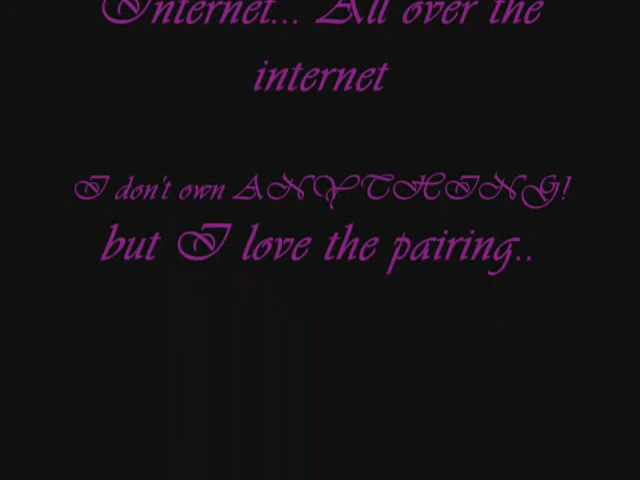 Internet... All over the
internet
I don't own ANYTHING!
but I love the pairing..